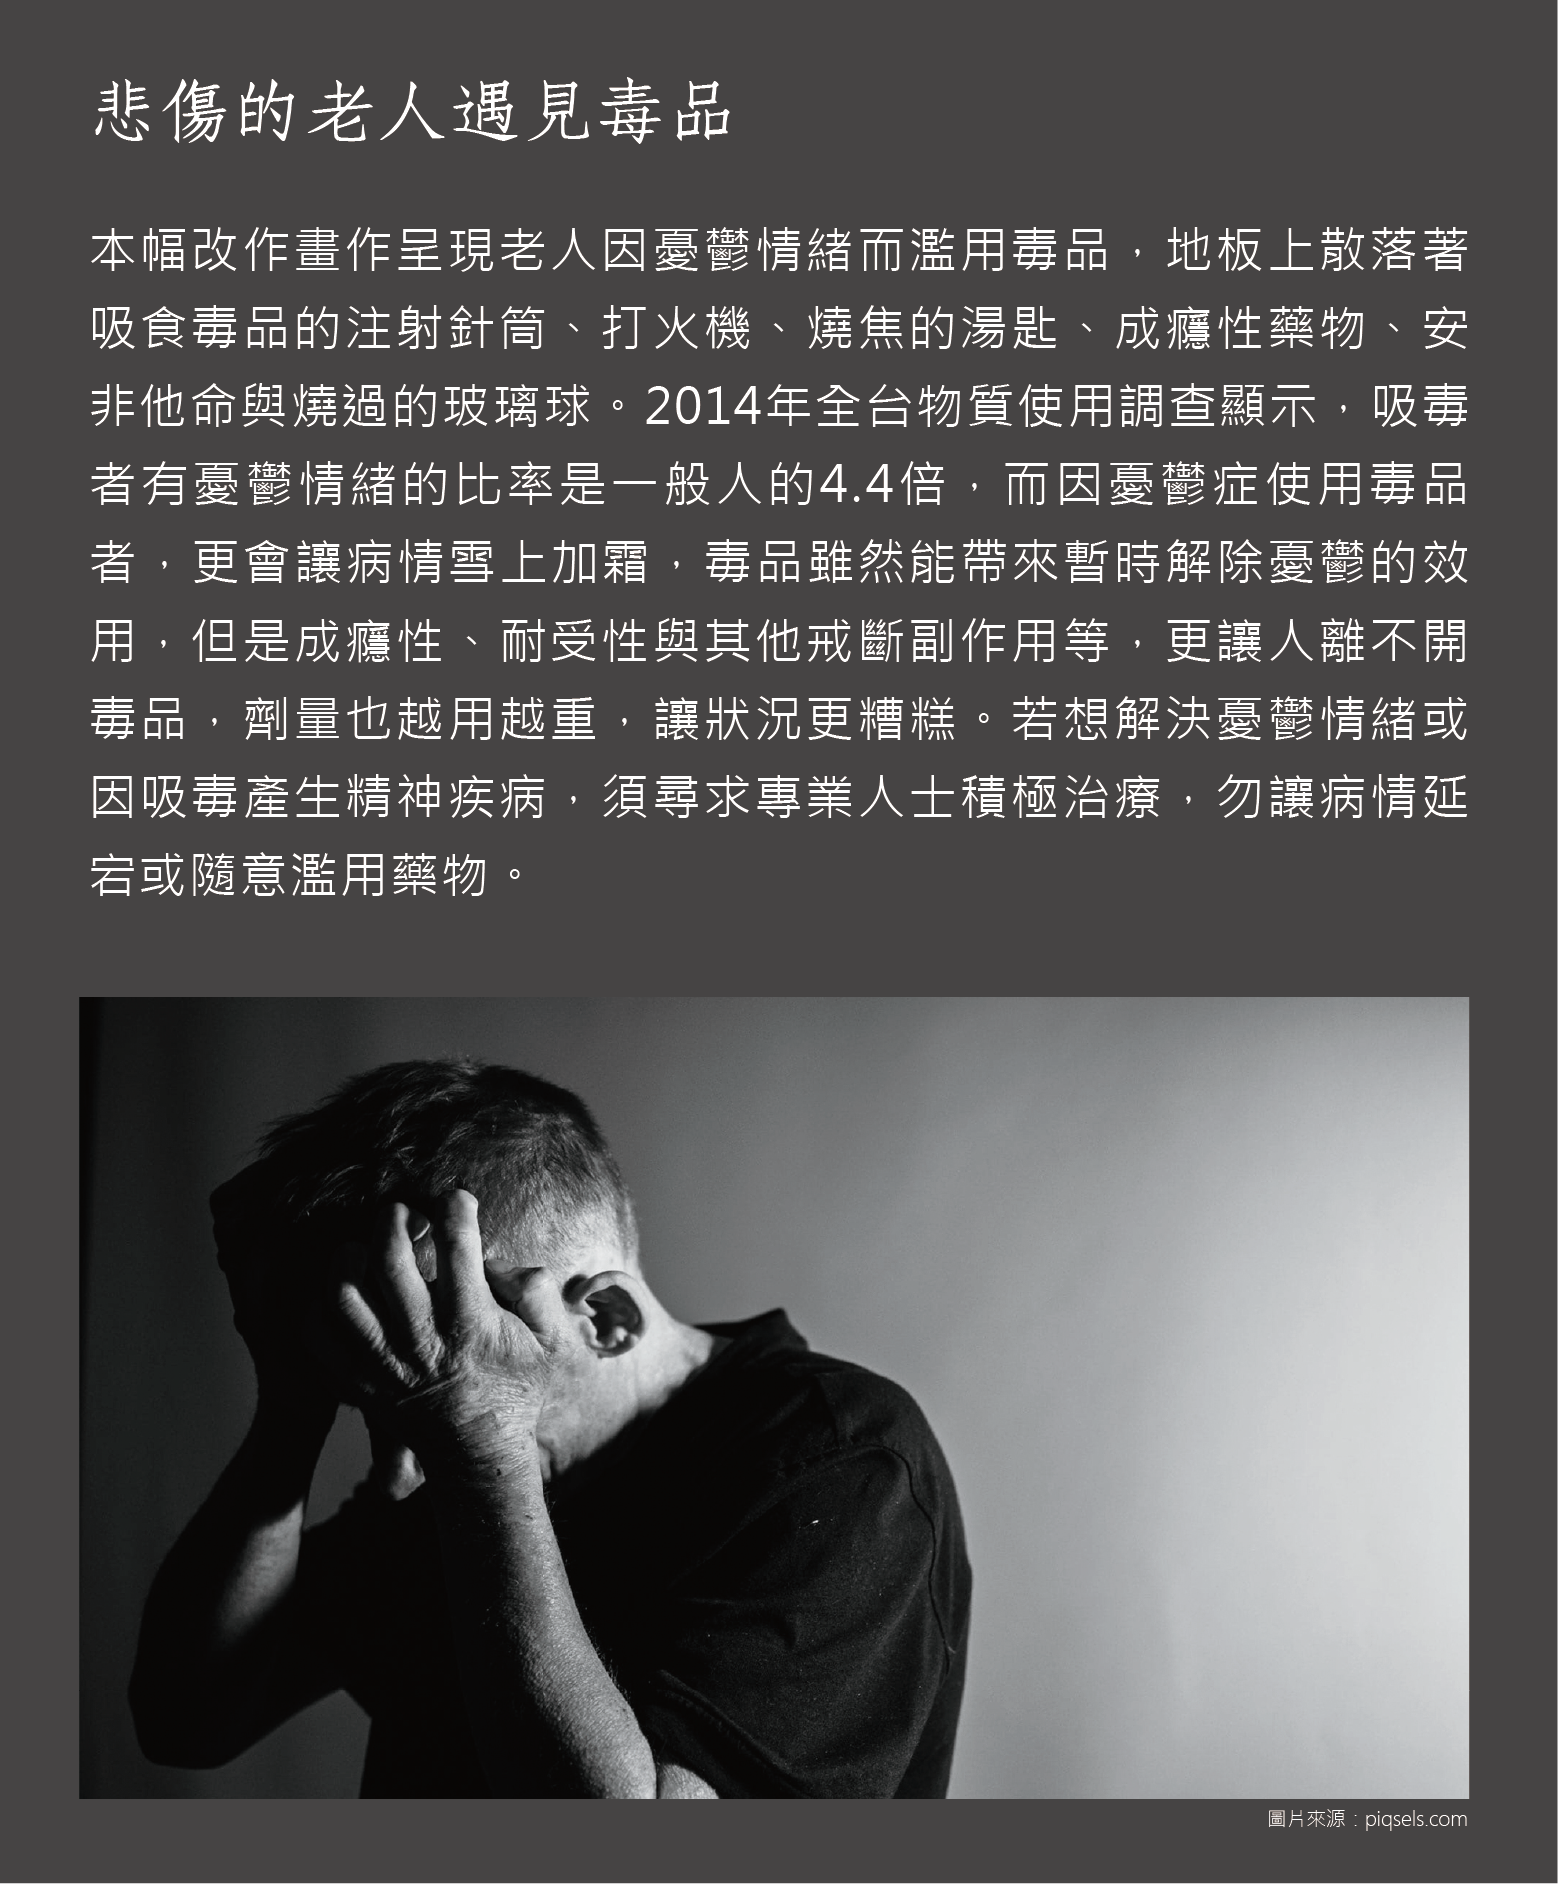 悲傷的老人遇見毒品
本幅改作畫作呈現老人因憂鬱情緒而濫用毒品，地板上散落著
吸食毒品的注射針筒、打火機、燒焦的湯匙、成癮性藥物、安
非他命與燒過的玻璃球。2014年全台物質使用調查顯示，吸毒
者有憂鬱情緒的比率是一般人的4.4倍，而因憂鬱症使用毒品
者，更會讓病情雪上加霜，毒品雖然能帶來暫時解除憂鬱的效
用，但是成癮性、耐受性與其他戒斷副作用等，更讓人離不開
毒品，劑量也越用越重，讓狀況更糟糕。若想解決憂鬱情緒或
因吸毒產生精神疾病，須尋求專業人士積極治療，勿讓病情延
宕或隨意濫用藥物。
圖片來源：piqsels.com